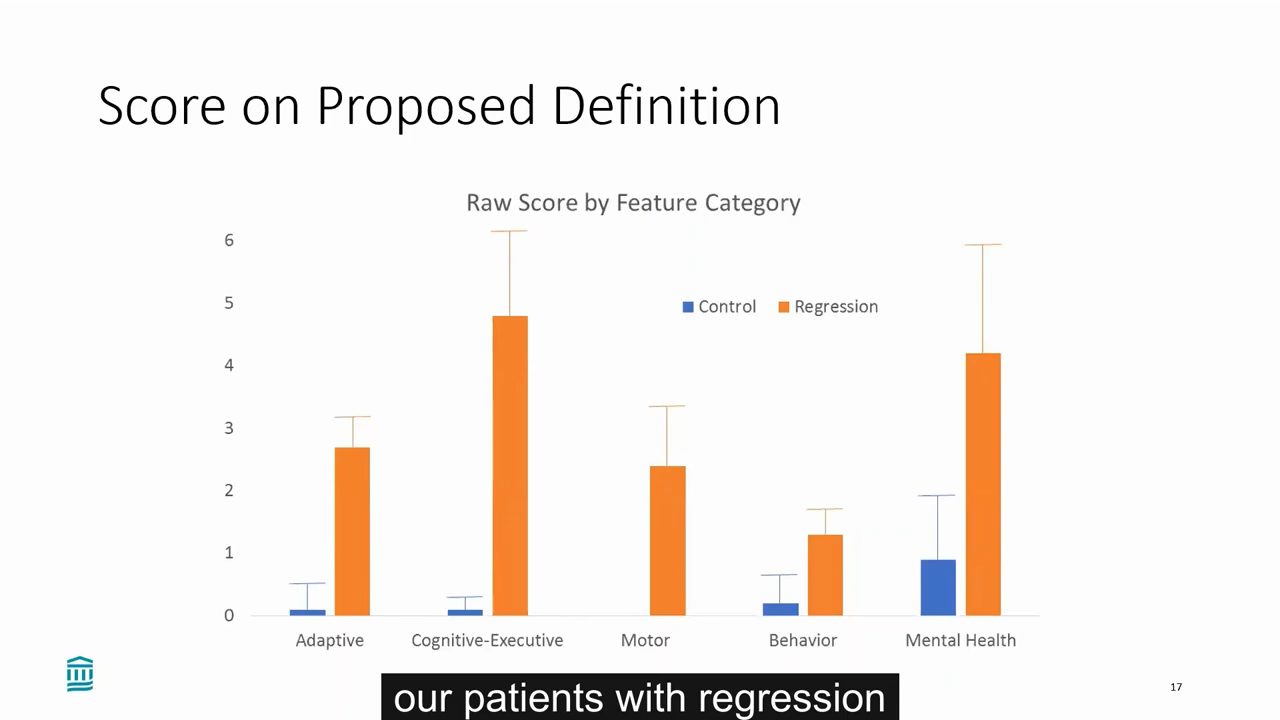 Score on Proposed Definition
Raw Score by Feature Category
6
5
4
3
2
1
0
Control
Regression
Adaptive
Cognitive-Executive
Motor
Behavior
Mental Health
our patients with regression
17